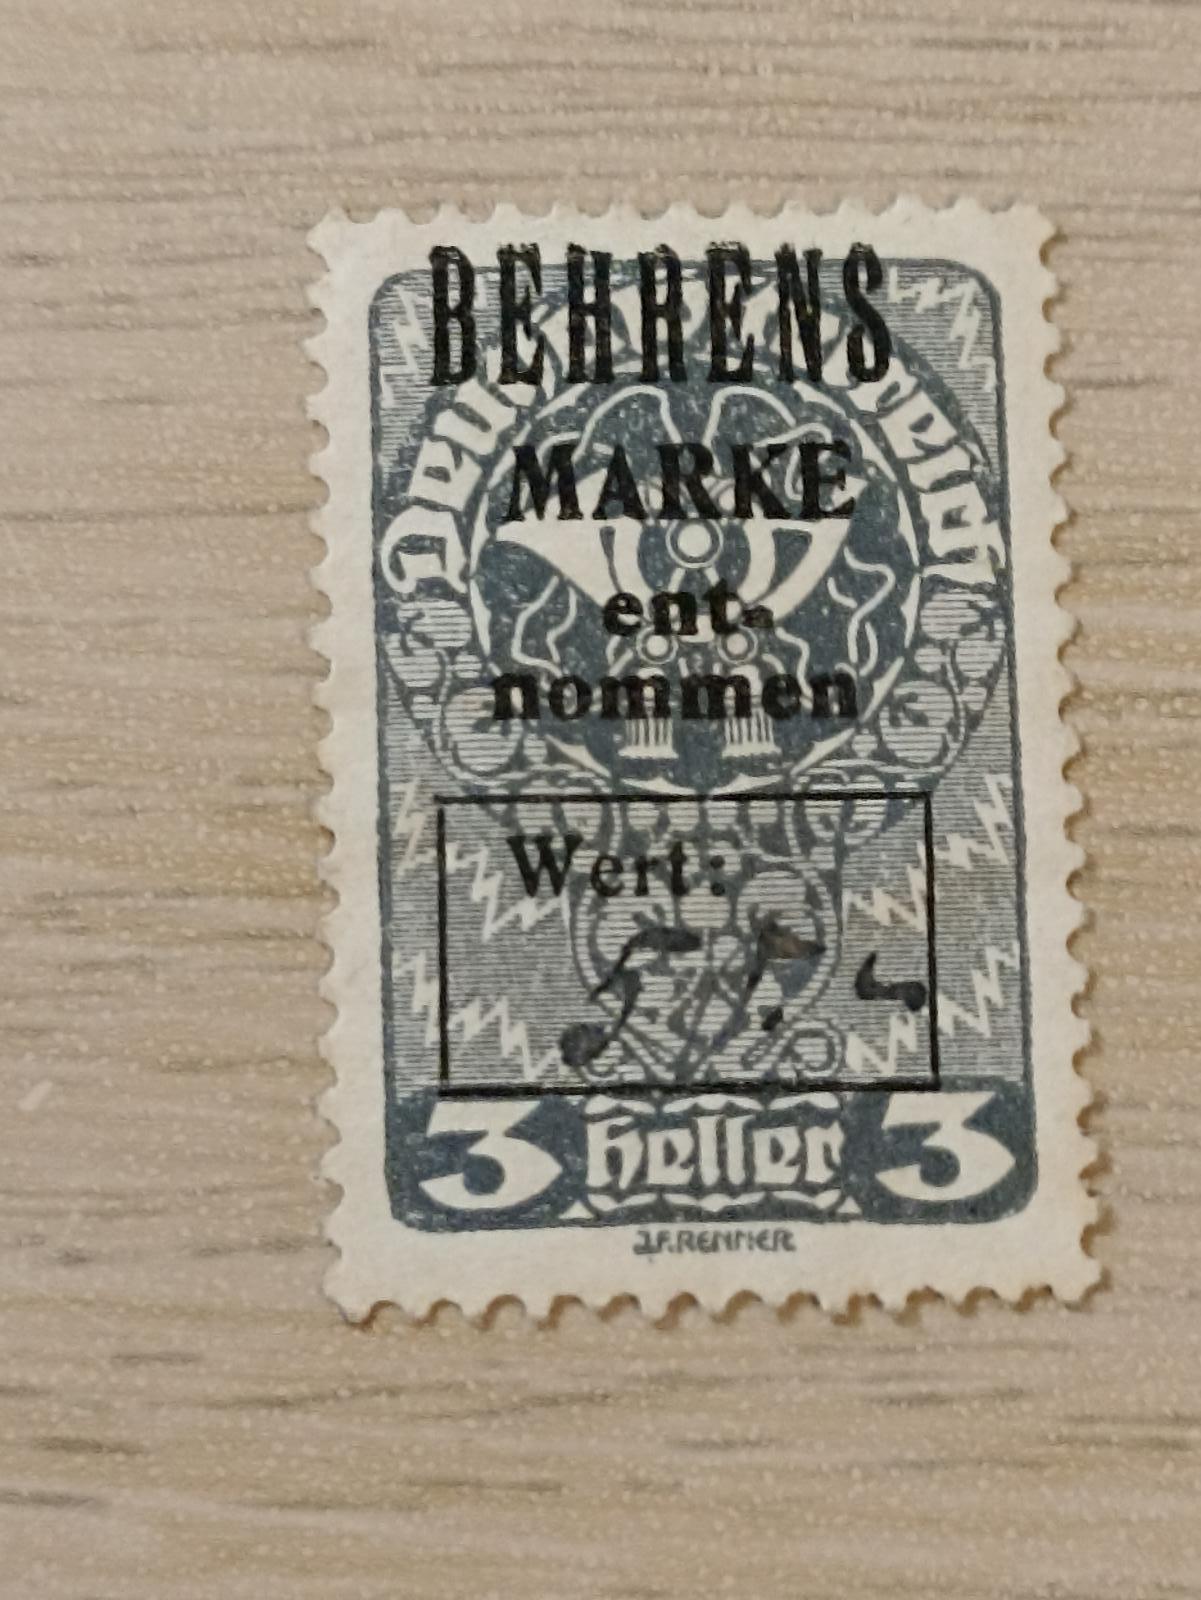 BEHRENS
MARKE
ent-
nommen
Wert:
3 Heller 3
J.F.RENNER